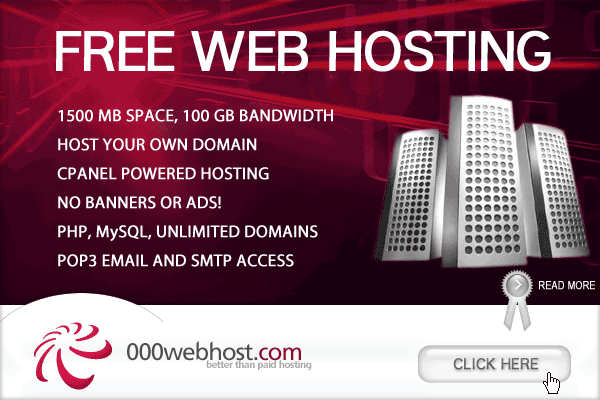 FREE WEB HOSTING
1500 MB SPACE, 100 GB BANDWIDTH
HOST YOUR OWN DOMAIN
CPANEL POWERED HOSTING
NO BANNERS OR ADS!
PHP, MySQL, UNLIMITED DOMAINS
POP3 EMAIL AND SMTP ACCESS
READ MORE
000webhost.com
better than paid hosting
CLICK HERE